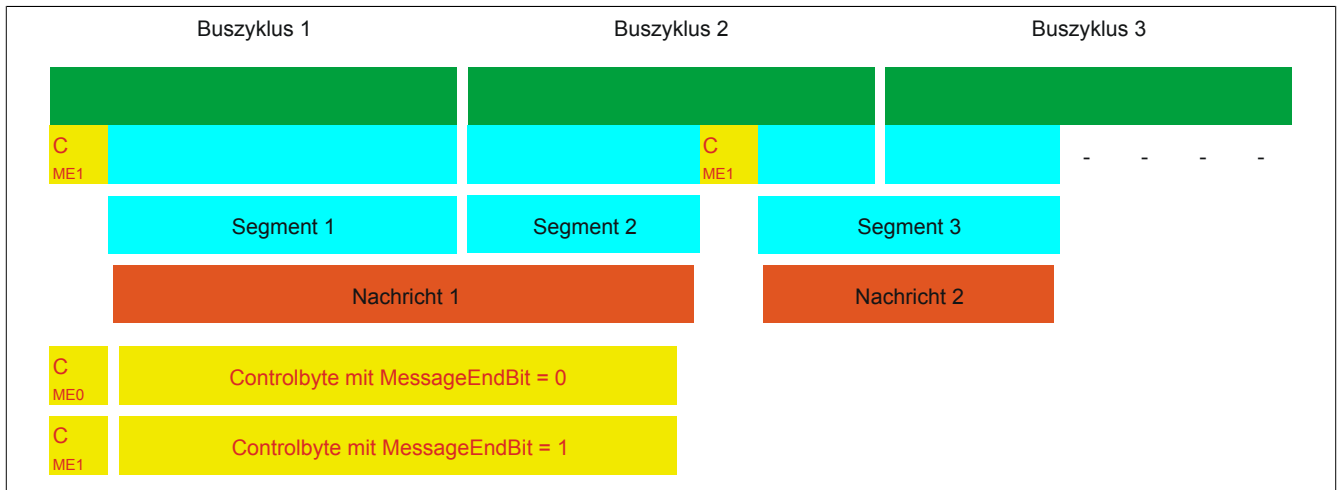 Buszyklus 1 Buszyklus 2 Buszyklus 3
C C
ME1 ME1 - - - -
Segment 1 Segment 2 Segment 3
Nachricht 1 Nachricht 2
C
ME0
Controlbyte mit MessageEndBit = 0
C
ME1
Controlbyte mit MessageEndBit = 1